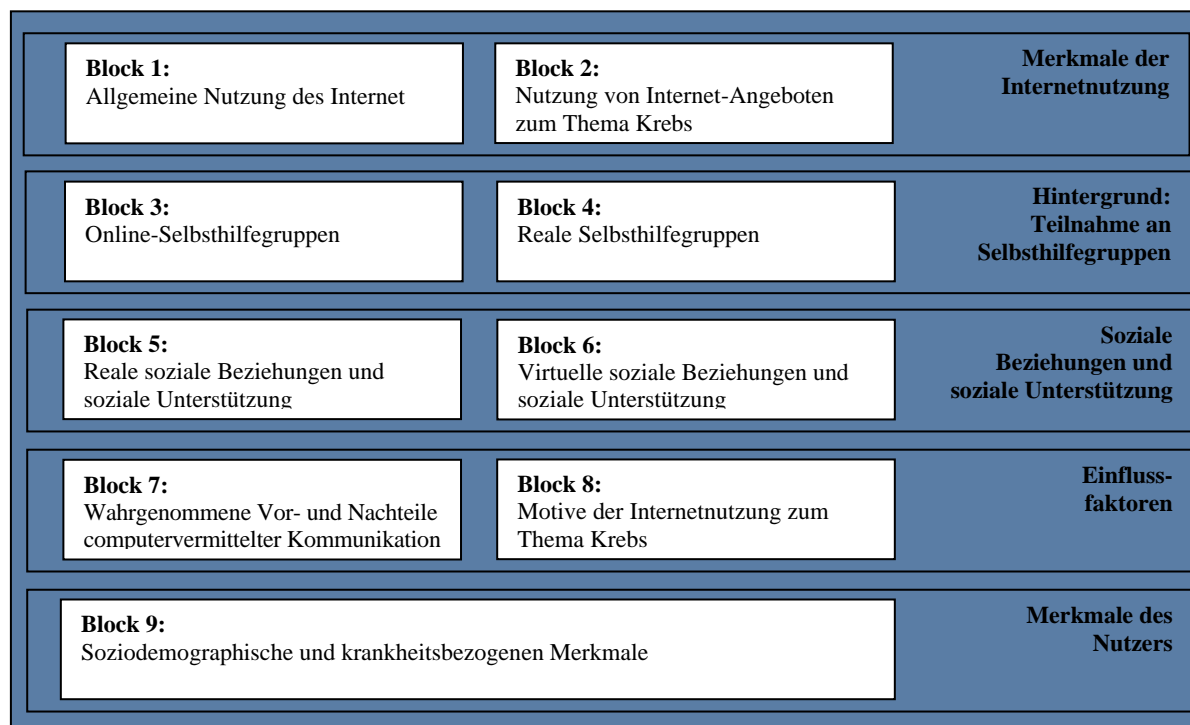 Block 1:
Allgemeine Nutzung des Internet
Block 2:
Nutzung von Internet-Angeboten
zum Thema Krebs
Merkmale der
Internetnutzung
Block 3:
Online-Selbsthilfegruppen
Block 4:
Reale Selbsthilfegruppen
Hintergrund:
Teilnahme an
Selbsthilfegruppen
Block 5:
Reale soziale Beziehungen und
soziale Unterstützung
Block 6:
Virtuelle soziale Beziehungen und
soziale Unterstützung
Soziale
Beziehungen und
soziale Unterstützung
Block 7:
Wahrgenommene Vor- und Nachteile
computervermittelter Kommunikation
Block 8:
Motive der Internetnutzung zum
Thema Krebs
Einfluss-
faktoren
Block 9:
Soziodemographische und krankheitsbezogenen Merkmale
Merkmale des
Nutzers